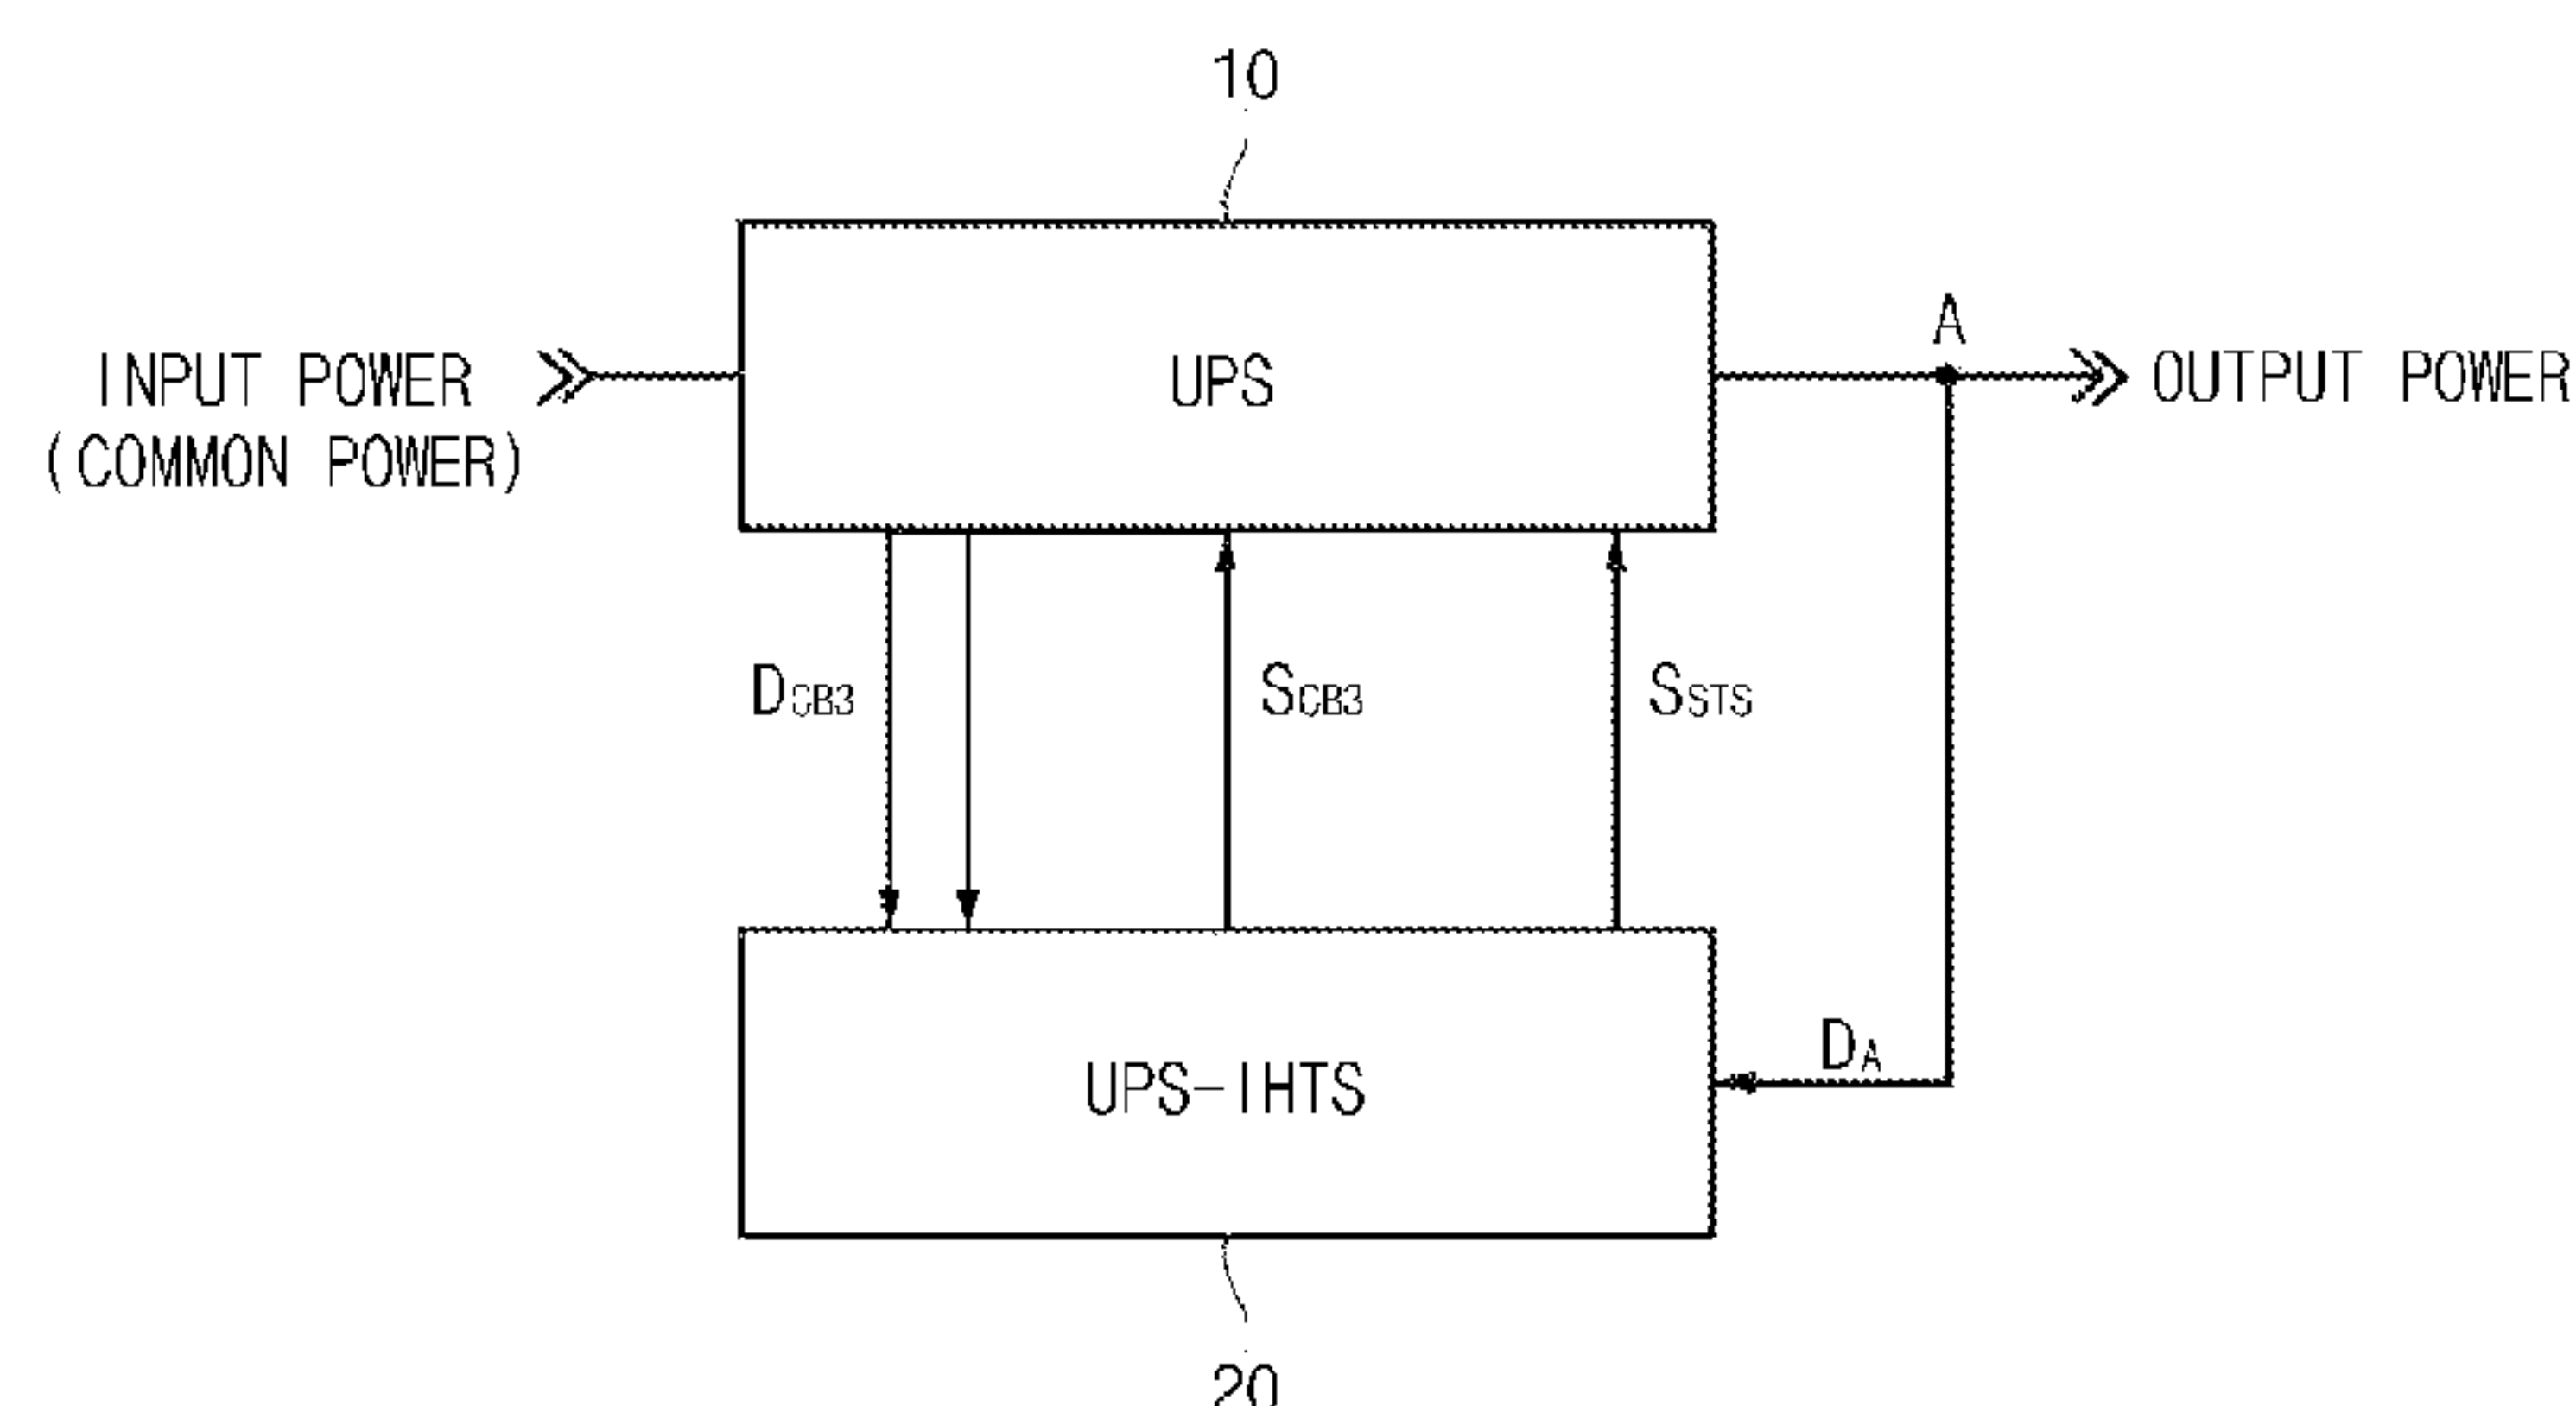 10
A
INPUT POWER
(COMMON POWER)
UPS
OUTPUT POWER
DCB3
SCB3
SSTS
DA
UPS-IHTS
20